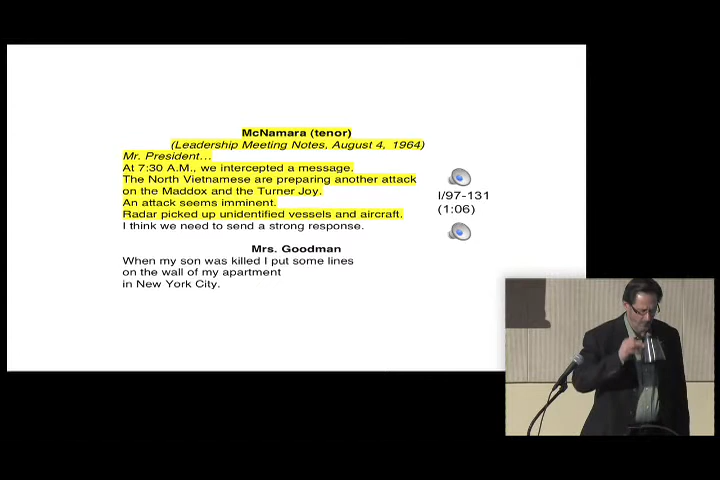 McNamara (tenor)
(Leadership Meeting Notes, August 4, 1964)
Mr. President…
At 7:30 A.M., we intercepted a message.
The North Vietnamese are preparing another attack
on the Maddox and the Turner Joy.
An attack seems imminent.
Radar picked up unidentified vessels and aircraft.
I think we need to send a strong response.
I/97-131
(1:06)
Mrs. Goodman
When my son was killed I put some lines
on the wall of my apartment
in New York City.